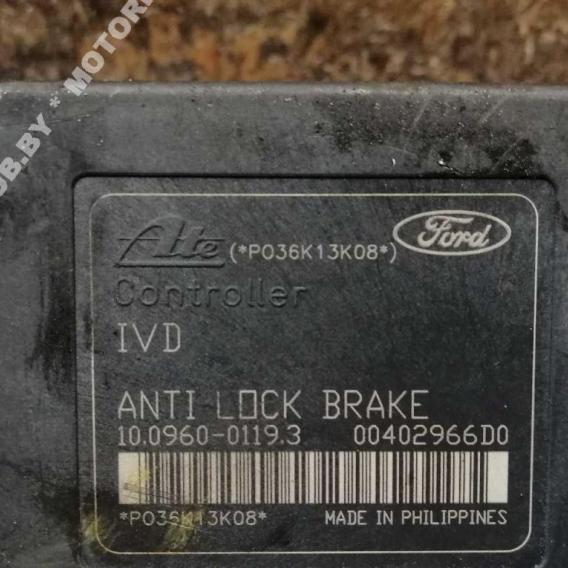 Ate (*P036K13K08*) Ford
Controller
IVD
ANTI LOCK BRAKE
10.0960-0119.3 00402966D0
*P036K13K08* MADE IN PHILIPPINES